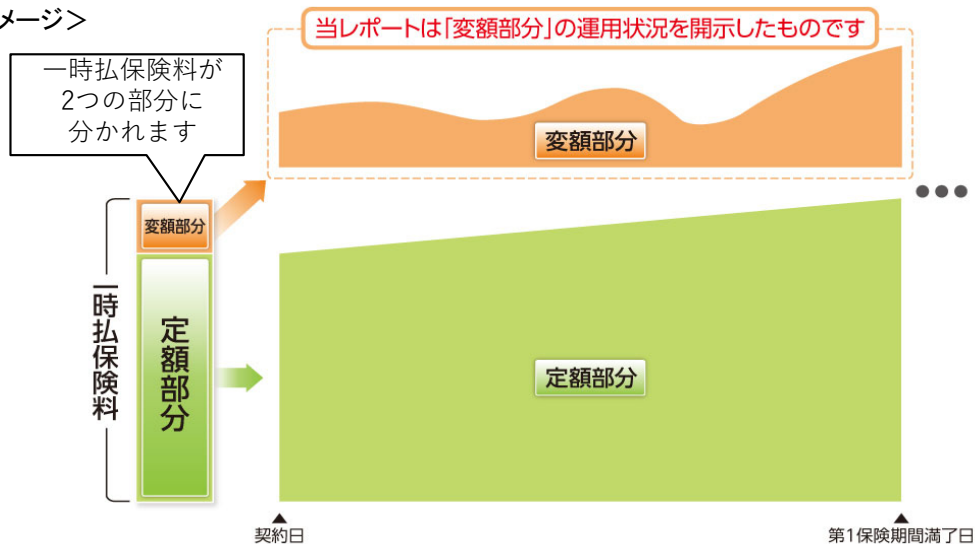 メージ＞
当レポートは「変額部分」の運用状況を開示したものです
一時払保険料が
2つの部分に
分かれます
変額部分
変額部分
一時払保険料
定額部分
定額部分
●●●
▲
契約日
▲
第1保険期間満了日